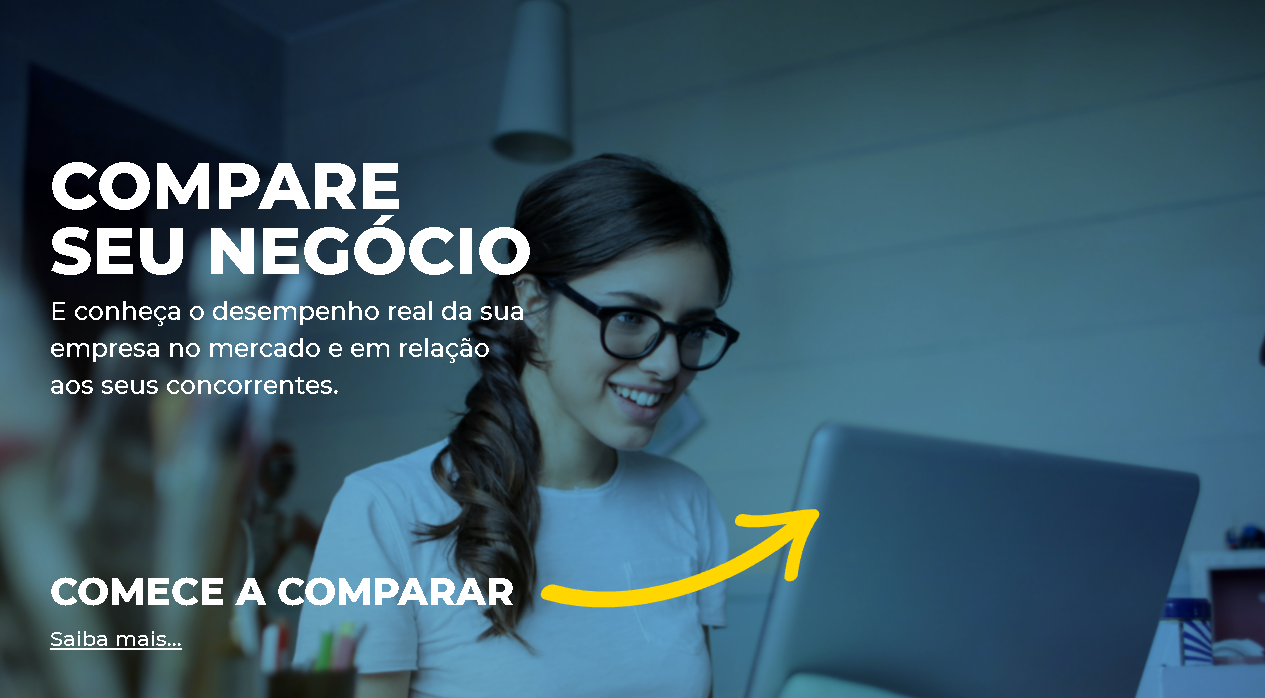 COMPARE
SEU NEGÓCIO
E conheça o desempenho real da sua
empresa no mercado e em relação
aos seus concorrentes.
COMECE A COMPARAR
Saiba mais...